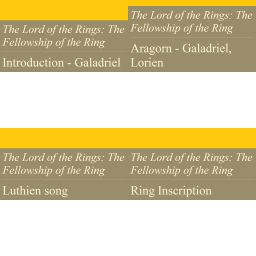 The Lord of the Rings: The
Fellowship of the Ring
Introduction - Galadriel
The Lord of the Rings: The
Fellowship of the Ring
Aragorn - Galadriel,
Lorien
The Lord of the Rings: The
Fellowship of the Ring
Luthien song
The Lord of the Rings: The
Fellowship of the Ring
Ring Inscription